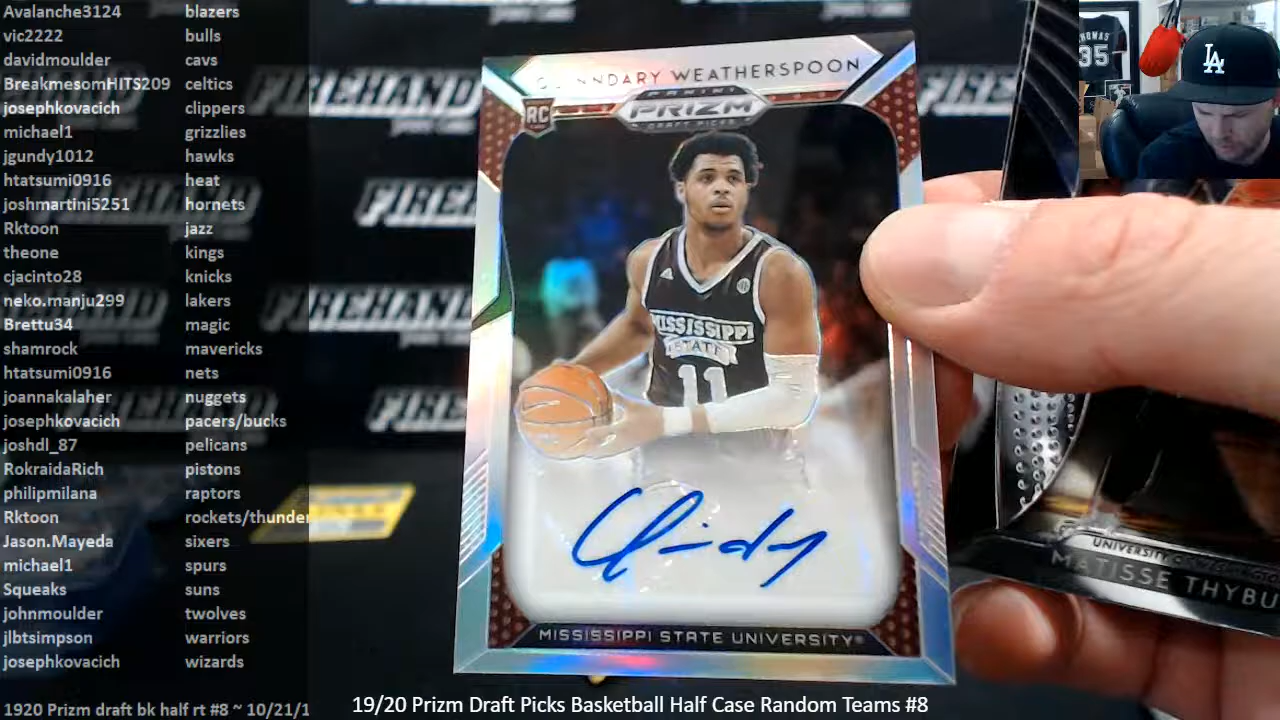 Avalanche3124 blazers
vic2222 bulls
davidmoulder cavs
BreakmesomHITS209 celtics
josephkovacich clippers
michael1 grizzlies
jgundy1012 hawks
htatsumi0916 heat
joshmartini5251 hornets
Rktoon jazz
theone kings
cjacinto28 knicks
neko.manju299 lakers
Brettu34 magic
shamrock mavericks
htatsumi0916 nets
joannakalaher nuggets
josephkovacich pacers/bucks
joshdl_87 pelicans
RokraidaRich pistons
philipmilana raptors
Rktoon rockets/thunder
Jason.Mayeda sixers
michael1 spurs
Squeaks suns
johnmoulder twolves
jlbtsimpson warriors
josephkovacich wizards
1920 Prizm draft bk half rt #8 ~ 10/21/1
19/20 Prizm Draft Picks Basketball Half Case Random Teams #8
WEATHERSPOON
RC
PANINI
PRIZM
DRAFT PICKS
MISSISSIPPI
STATE
11
MISSISSIPPI STATE UNIVERSITY
UNIVERSITY OF
MATISSE THYBU
FIREHAND
FIREHAND
35
LA